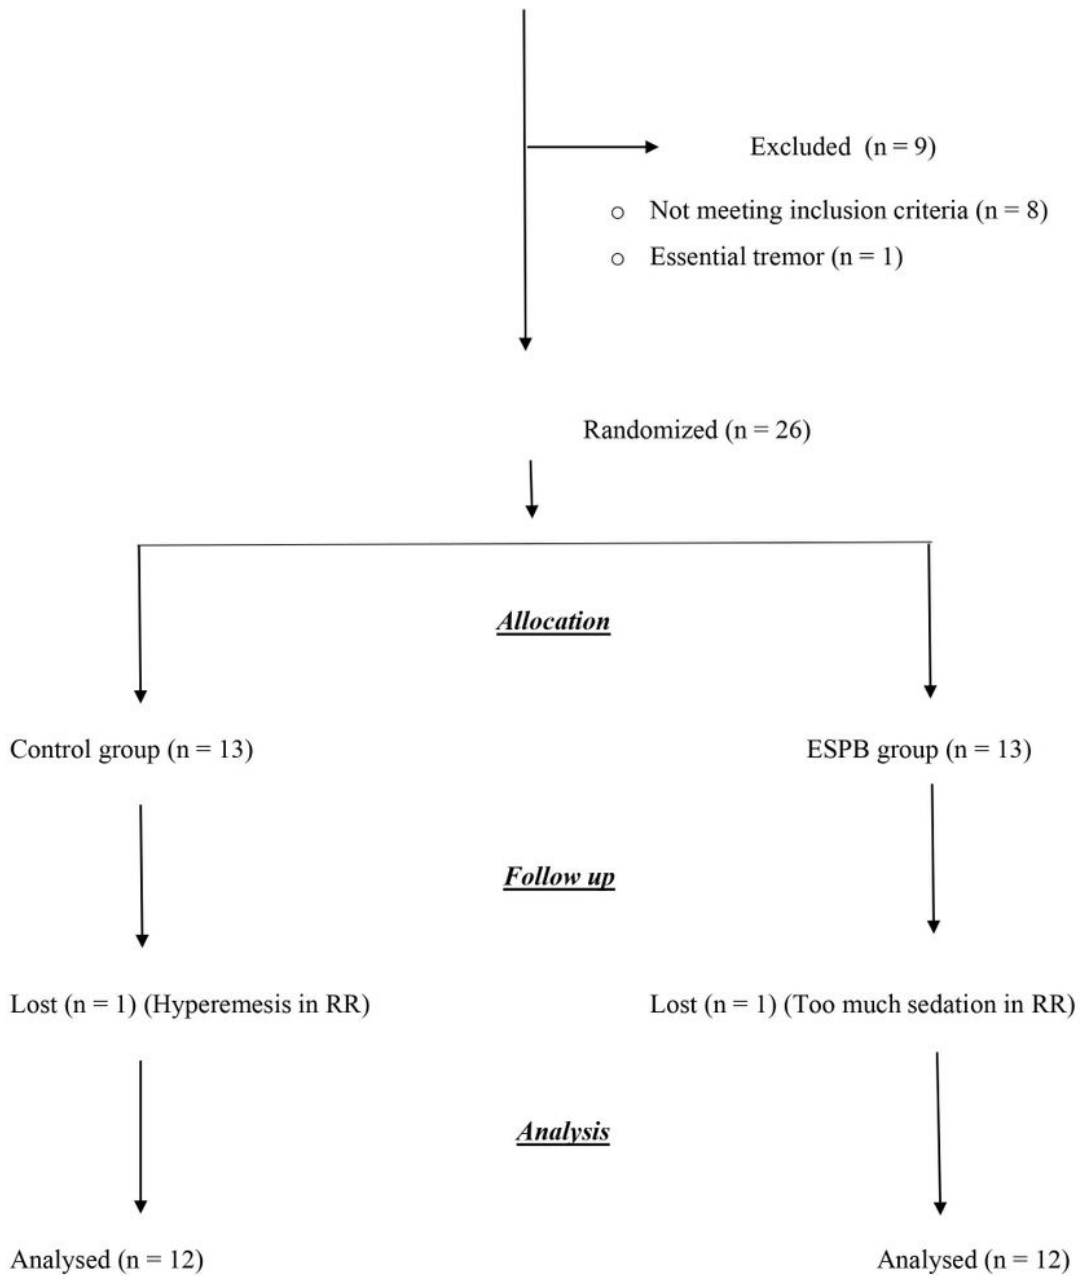 Excluded (n = 9)
o Not meeting inclusion criteria (n = 8)
o Essential tremor (n = 1)
Randomized (n = 26)
Allocation
Control group (n = 13)
ESPB group (n = 13)
Follow up
Lost (n = 1) (Hyperemesis in RR)
Lost (n = 1) (Too much sedation in RR)
Analysis
Analysed (n = 12)
Analysed (n = 12)